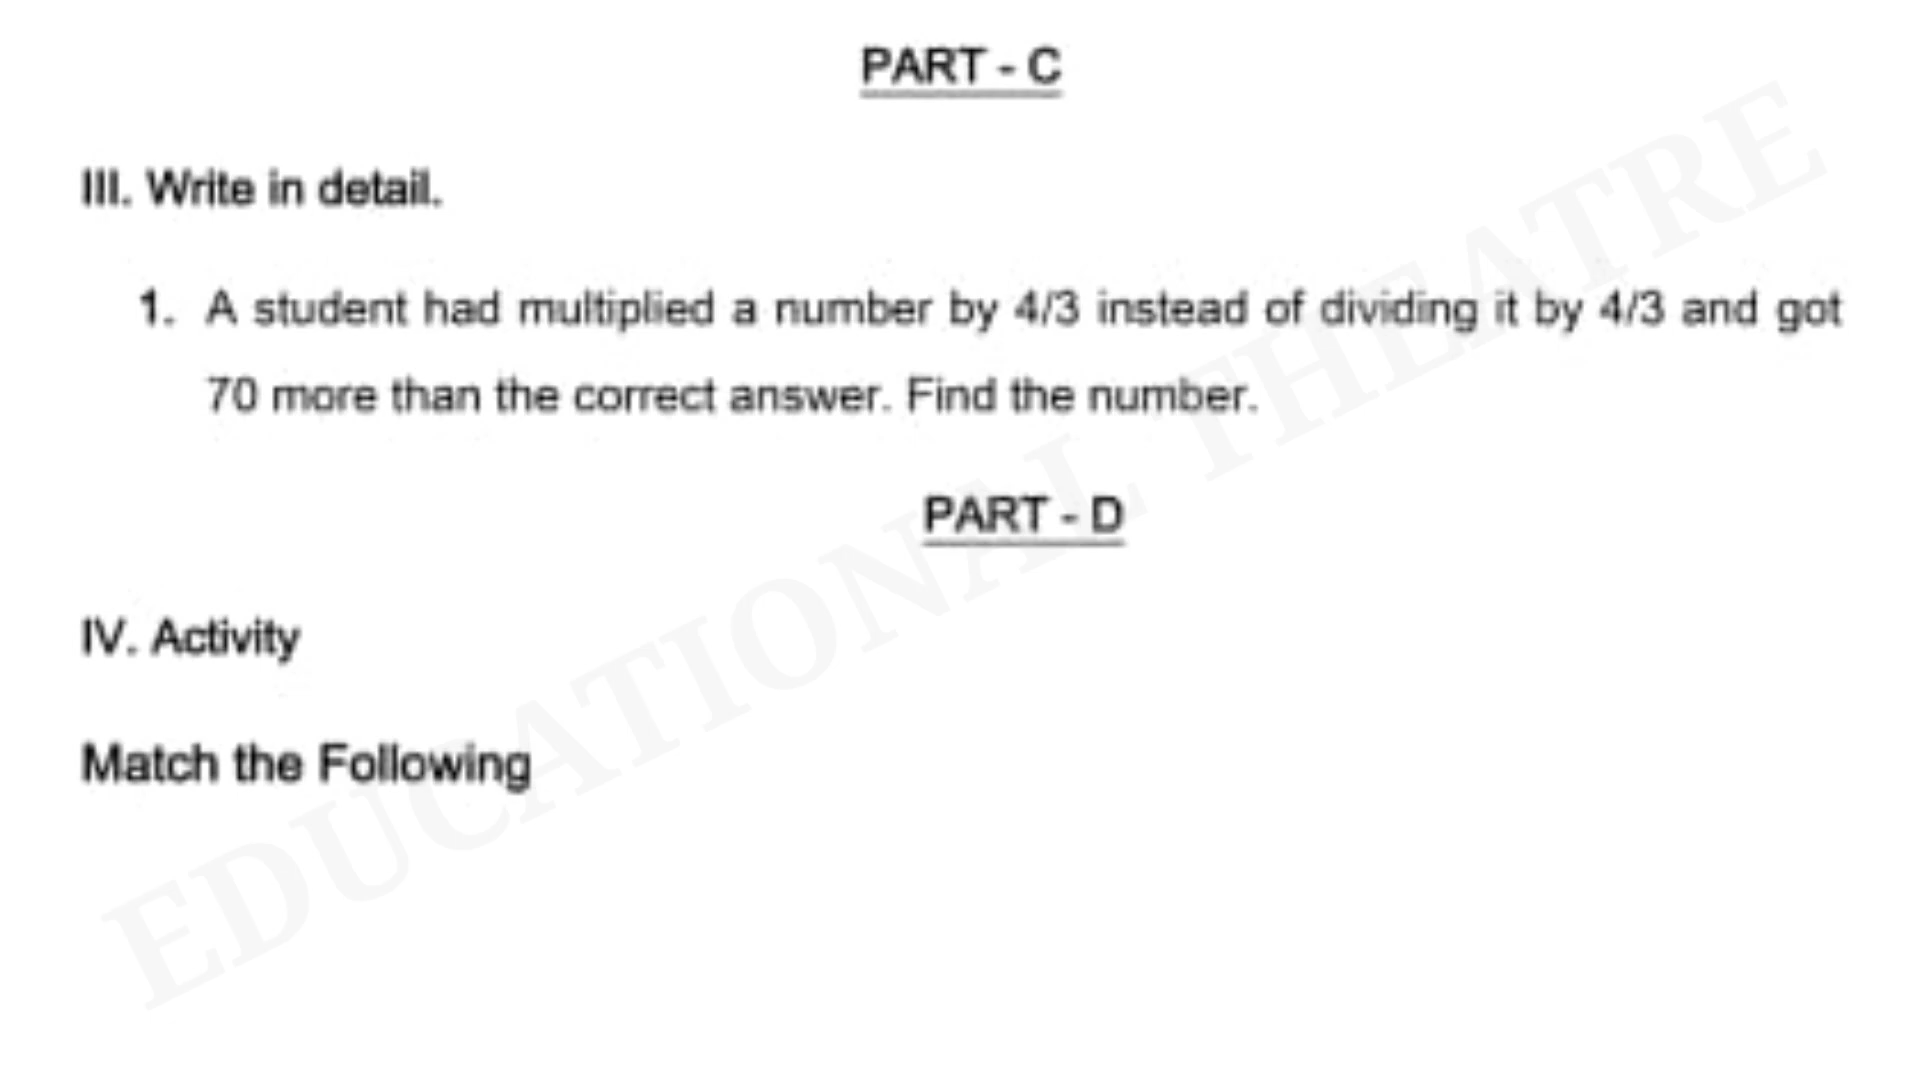 PART - C
III. Write in detail.
1. A student had multiplied a number by 4/3 instead of dividing it by 4/3 and got
70 more than the correct answer. Find the number.
PART - D
IV. Activity
Match the Following
EDUCATIONAL THEATRE